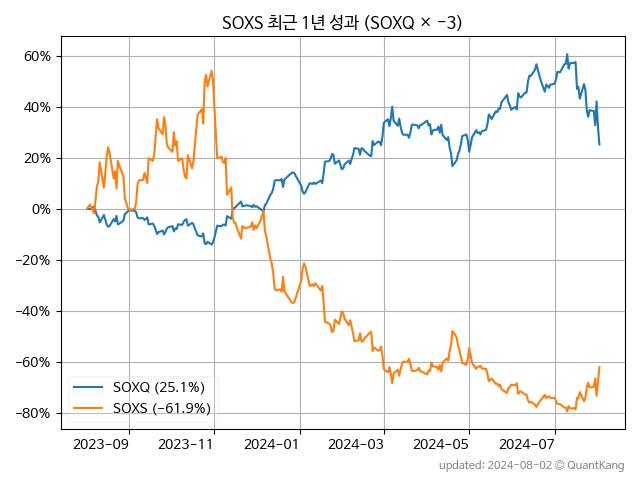 SOXS 최근 1년 성과 (SOXQ × −3)
60%
40%
20%
0%
−20%
−40%
−60%
−80%
SOXQ (25.1%)
SOXS (−61.9%)
2023-09 2023-11 2024-01 2024-03 2024-05 2024-07
updated: 2024-08-02 © QuantKang